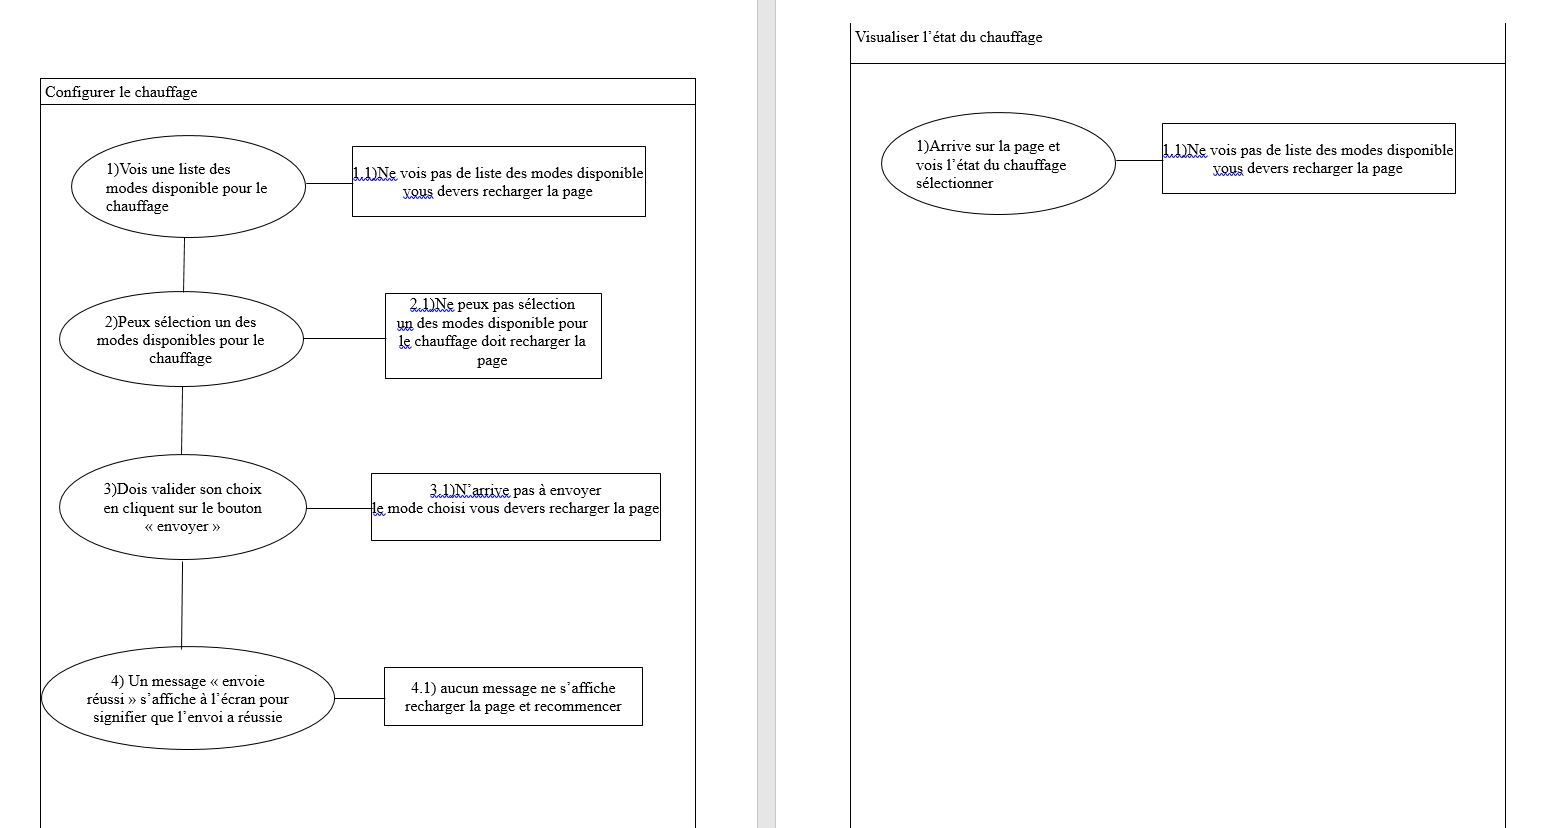 Configurer le chauffage
1)Vois une liste des
modes disponible pour le
chauffage
1.1)Ne vois pas de liste des modes disponible
vous devers recharger la page
2)Peux sélection un des
modes disponibles pour le
chauffage
2.1)Ne peux pas sélection
un des modes disponible pour
le chauffage doit recharger la
page
3)Dois valider son choix
en cliquent sur le bouton
« envoyer »
3.1)N’arrive pas à envoyer
le mode choisi vous devers recharger la page
4) Un message « envoie
réussi » s’affiche à l’écran pour
signifier que l’envoi a réussie
4.1) aucun message ne s’affiche
recharger la page et recommencer
Visualiser l’état du chauffage
1)Arrive sur la page et
vois l’état du chauffage
sélectionner
1.1)Ne vois pas de liste des modes disponible
vous devers recharger la page